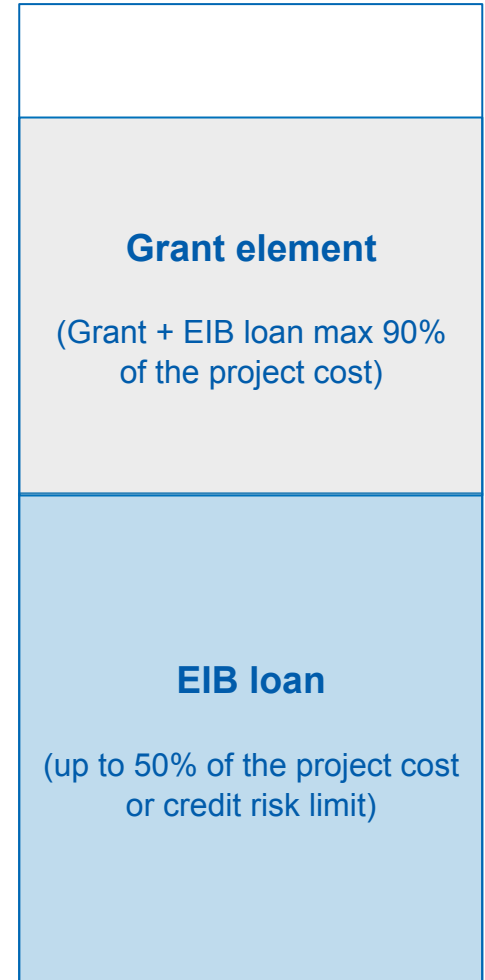 Grant element
(Grant + EIB loan max 90%
of the project cost)
EIB loan
(up to 50% of the project cost
or credit risk limit)